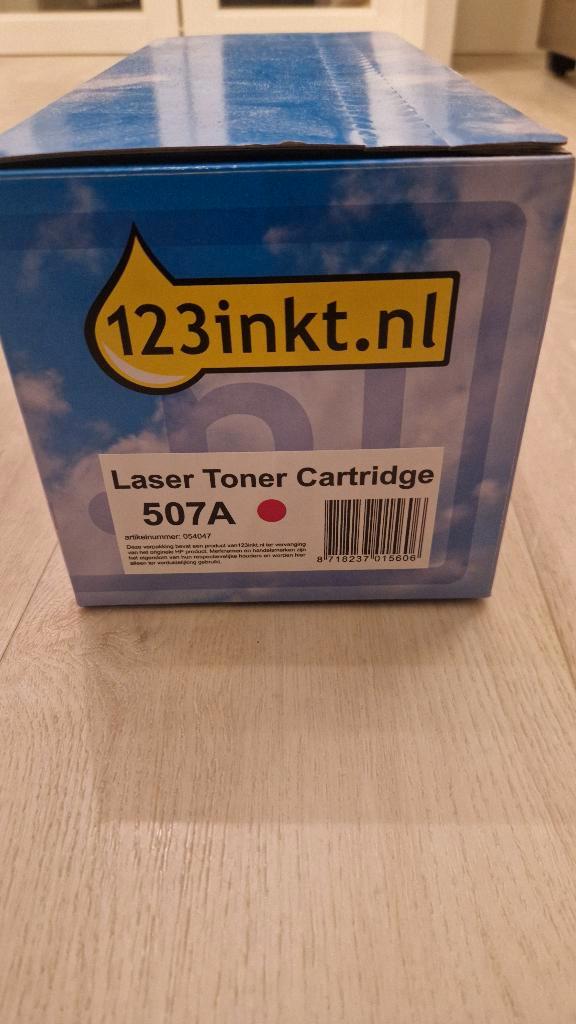 123inkt.nl
Laser Toner Cartridge
507A
artikelnummer: 054047
Deze verpakking bevat een product van123inkt.nl ter vervanging
van het originele HP product. Merknamen en handelsmerken zijn
het eigendom van hun respectievelijke houders en worden hier
alleen ter verduidelijking gebruikt.
8 718237 015606